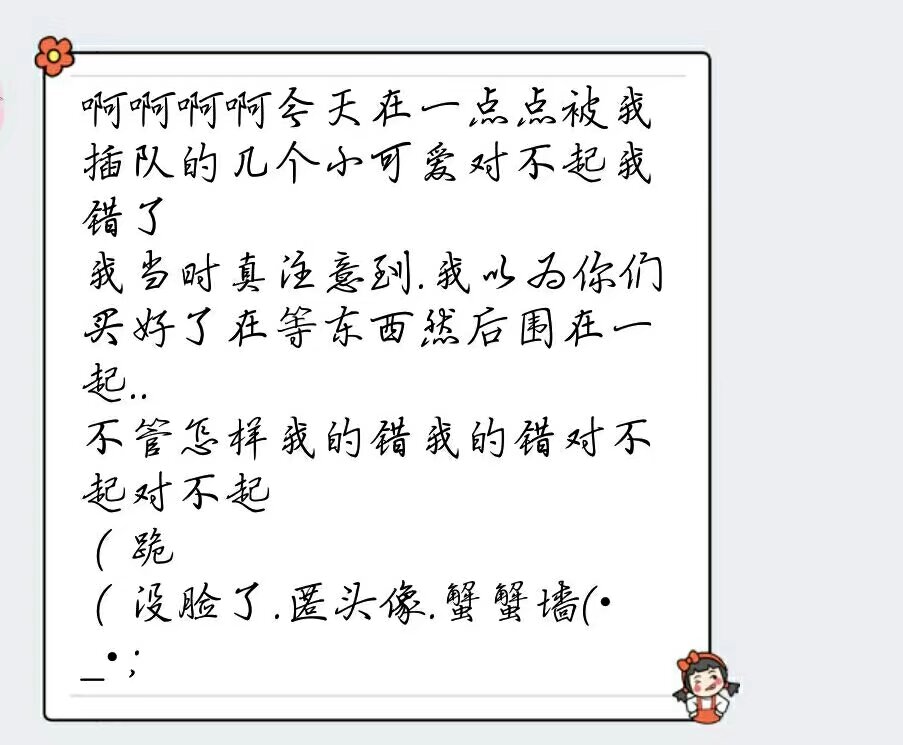 啊啊啊啊今天在一点点被我
插队的几个小可爱对不起我
错了
我当时真注意到.我以为你们
买好了在等东西然后围在一
起..
不管怎样我的错我的错对不
起对不起
（跪
（没脸了.匿头像.蟹蟹墙(•
_•;